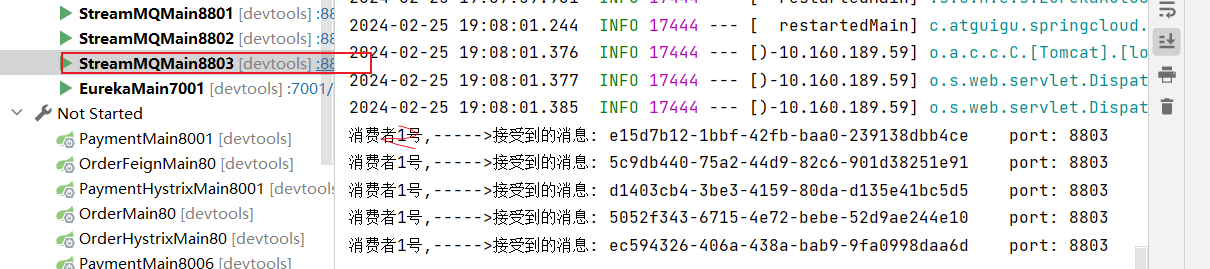 StreamMQMain8801 [devtools] :88
StreamMQMain8802 [devtools] :88
StreamMQMain8803 [devtools] :88
EurekaMain7001 [devtools] :7001/
Not Started
PaymentMain8001 [devtools]
OrderFeignMain80 [devtools]
PaymentHystrixMain8001 [devtools
OrderMain80 [devtools]
OrderHystrixMain80 [devtools]
PaymentMain8006 [devtools]
2024-02-25 19:08:01.244 INFO 17444 --- [ restartedMain] c.atguigu.springcloud.
2024-02-25 19:08:01.376 INFO 17444 --- [)-10.160.189.59] o.a.c.c.C.[Tomcat].[lo
2024-02-25 19:08:01.377 INFO 17444 --- [)-10.160.189.59] o.s.web.servlet.Dispat
2024-02-25 19:08:01.385 INFO 17444 --- [)-10.160.189.59] o.s.web.servlet.Dispat
消费者1号,----->接受到的消息: e15d7b12-1bbf-42fb-baa0-239138dbb4ce port: 8803
消费者1号,----->接受到的消息: 5c9db440-75a2-44d9-82c6-901d38251e91 port: 8803
消费者1号,----->接受到的消息: d1403cb4-3be3-4159-80da-d135e41bc5d5 port: 8803
消费者1号,----->接受到的消息: 5052f343-6715-4e72-bebe-52d9ae244e10 port: 8803
消费者1号,----->接受到的消息: ec594326-406a-438a-bab9-9fa0998daa6d port: 8803